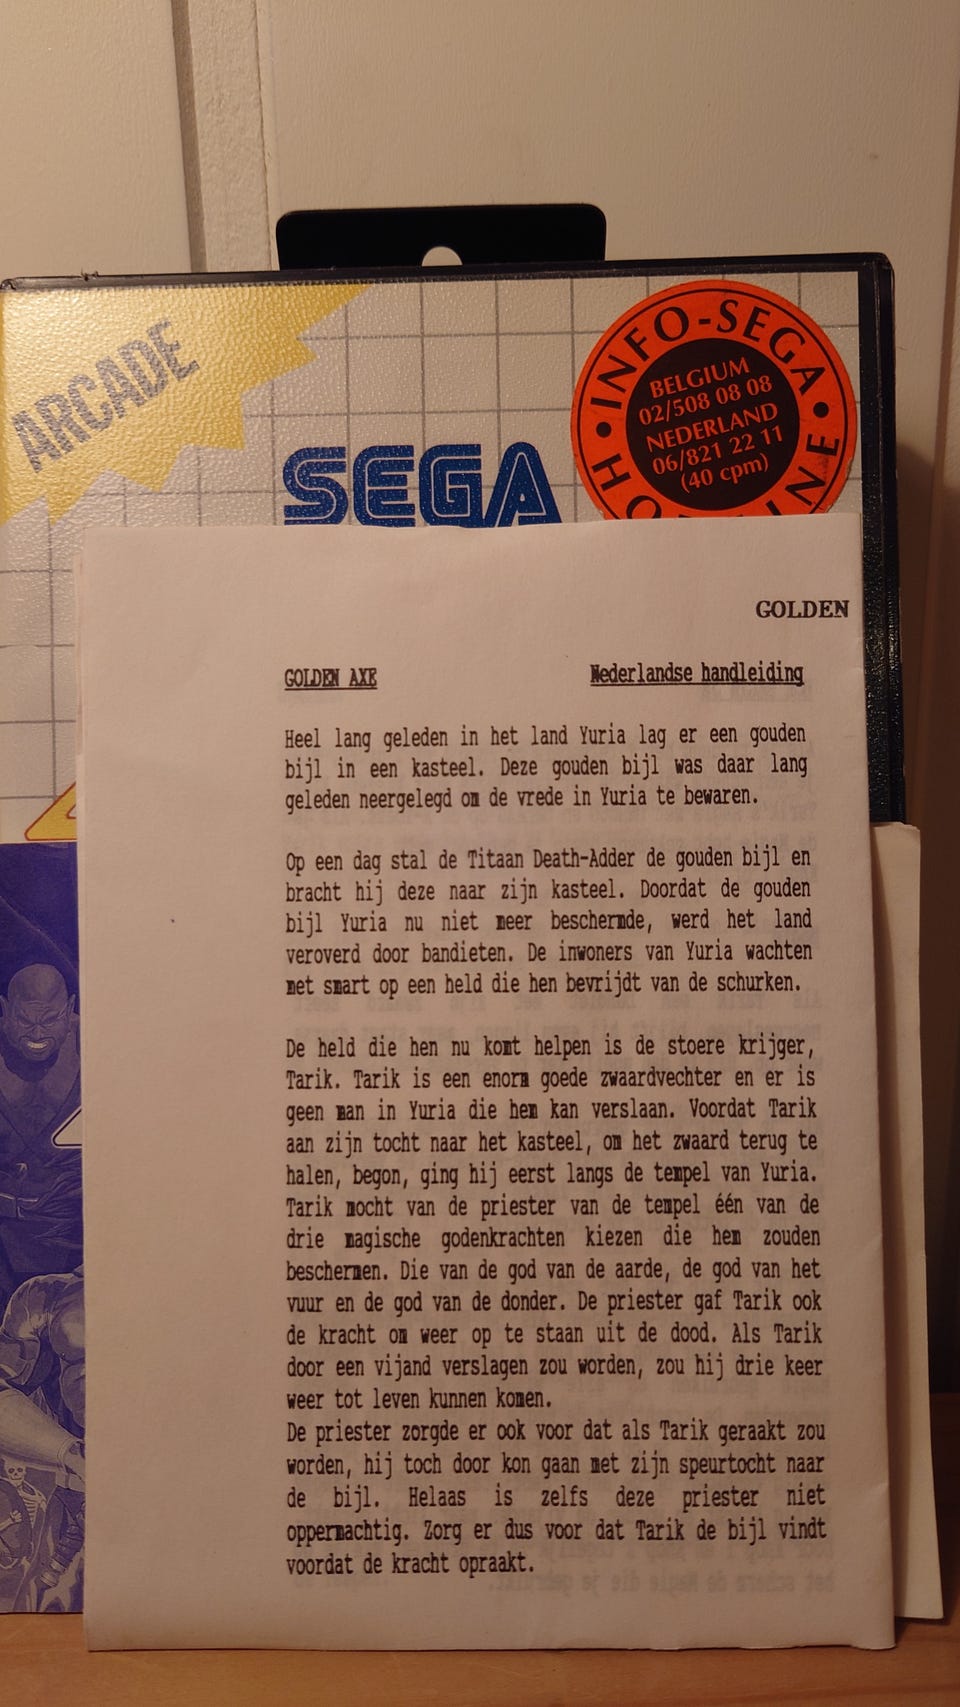 ARCADE
SEGA
INFO-SEGA
BELGIUM
02/508 08 08
NEDERLAND
06/821 22 11
(40 cpm)
GOLDEN
GOLDEN AXE Nederlandse handleiding
Heel lang geleden in het land Yuria lag er een gouden
bijl in een kasteel. Deze gouden bijl was daar lang
geleden neergelegd om de vrede in Yuria te bewaren.
Op een dag stal de Titaan Death-Adder de gouden bijl en
bracht hij deze naar zijn kasteel. Doordat de gouden
bijl Yuria nu niet meer beschermde, werd het land
veroverd door bandieten. De inwoners van Yuria wachten
met smart op een held die hen bevrijdt van de schurken.
De held die hen nu komt helpen is de stoere krijger,
Tarik. Tarik is een enorm goede zwaardvechter en er is
geen man in Yuria die hem kan verslaan. Voordat Tarik
aan zijn tocht naar het kasteel, om het zwaard terug te
halen, begon, ging hij eerst langs de tempel van Yuria.
Tarik mocht van de priester van de tempel één van de
drie magische godenkrachten kiezen die hem zouden
beschermen. Die van de god van de aarde, de god van het
vuur en de god van de donder. De priester gaf Tarik ook
de kracht om weer op te staan uit de dood. Als Tarik
door een vijand verslagen zou worden, zou hij drie keer
weer tot leven kunnen komen.
De priester zorgde er ook voor dat als Tarik geraakt zou
worden, hij toch door kon gaan met zijn speurtocht naar
de bijl. Helaas is zelfs deze priester niet
oppermachtig. Zorg er dus voor dat Tarik de bijl vindt
voordat de kracht opraakt.